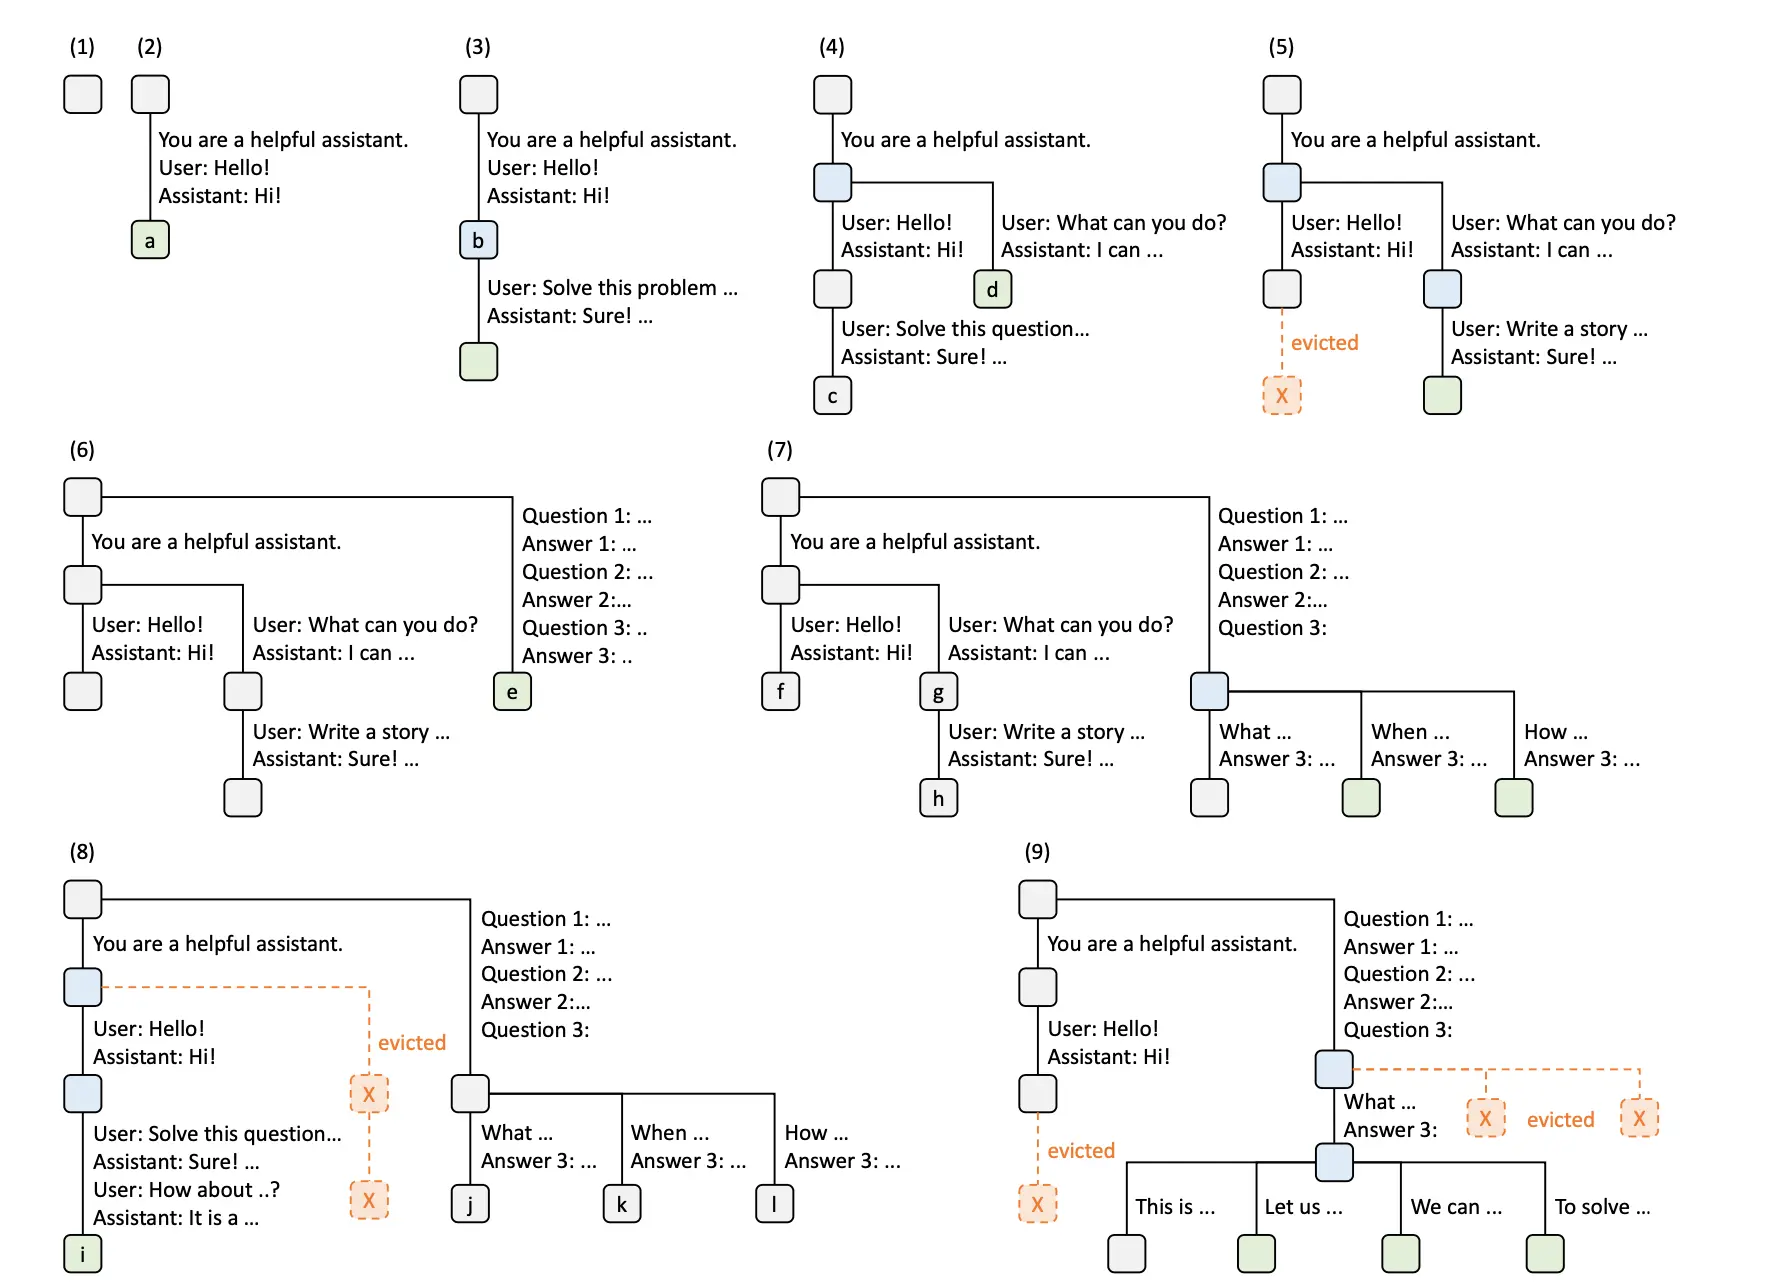 (1)
(2)
You are a helpful assistant.
User: Hello!
Assistant: Hi!
a
(3)
You are a helpful assistant.
User: Hello!
Assistant: Hi!
b
User: Solve this problem ...
Assistant: Sure! ...
(4)
You are a helpful assistant.
User: Hello!
Assistant: Hi!
User: What can you do?
Assistant: I can ...
d
User: Solve this question...
Assistant: Sure! ...
c
(5)
You are a helpful assistant.
User: Hello!
Assistant: Hi!
User: What can you do?
Assistant: I can ...
evicted
X
User: Write a story ...
Assistant: Sure! ...
(6)
You are a helpful assistant.
User: Hello!
Assistant: Hi!
User: What can you do?
Assistant: I can ...
User: Write a story ...
Assistant: Sure! ...
Question 1: ...
Answer 1: ...
Question 2: ...
Answer 2:...
Question 3: ..
Answer 3: ..
e
(7)
You are a helpful assistant.
User: Hello!
Assistant: Hi!
f
User: What can you do?
Assistant: I can ...
g
User: Write a story ...
Assistant: Sure! ...
h
Question 1: ...
Answer 1: ...
Question 2: ...
Answer 2:...
Question 3:
What ...
Answer 3: ...
When ...
Answer 3: ...
How ...
Answer 3: ...
(8)
You are a helpful assistant.
User: Hello!
Assistant: Hi!
evicted
X
X
User: Solve this question...
Assistant: Sure! ...
User: How about ..?
Assistant: It is a ...
i
Question 1: ...
Answer 1: ...
Question 2: ...
Answer 2:...
Question 3:
What ...
Answer 3: ...
j
When ...
Answer 3: ...
k
How ...
Answer 3: ...
l
(9)
You are a helpful assistant.
User: Hello!
Assistant: Hi!
evicted
X
Question 1: ...
Answer 1: ...
Question 2: ...
Answer 2:...
Question 3:
What ...
Answer 3:
X
evicted
X
This is ...
Let us ...
We can ...
To solve ...